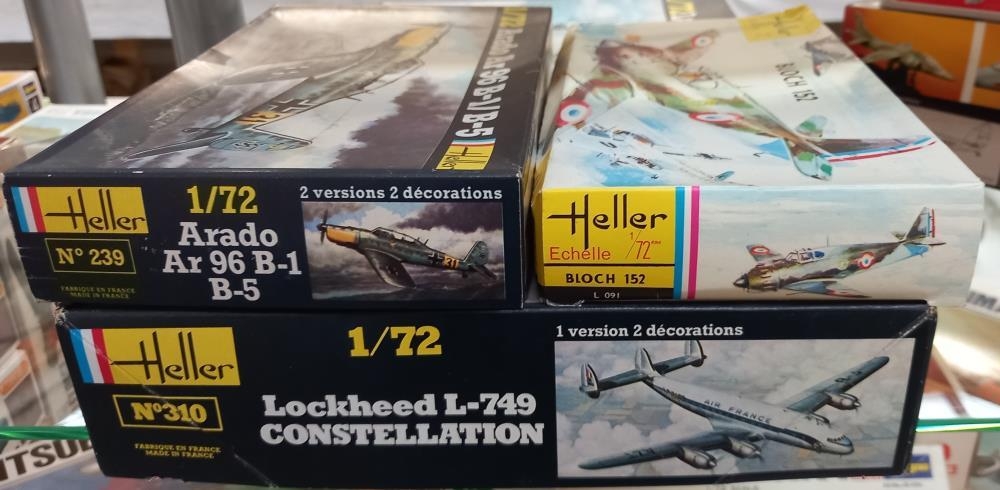 1/72 Arado Ar 96 B-1/B-5
Heller
BLOCH 152
Heller
N° 239
FABRIQUE EN FRANCE
MADE IN FRANCE
1/72
Arado
Ar 96 B-1
B-5
2 versions 2 décorations
Heller
Echelle 1/72ème
BLOCH 152
L 091
Heller
N° 310
FABRIQUE EN FRANCE
MADE IN FRANCE
1/72
Lockheed L-749
CONSTELLATION
1 version 2 décorations
AIR FRANCE